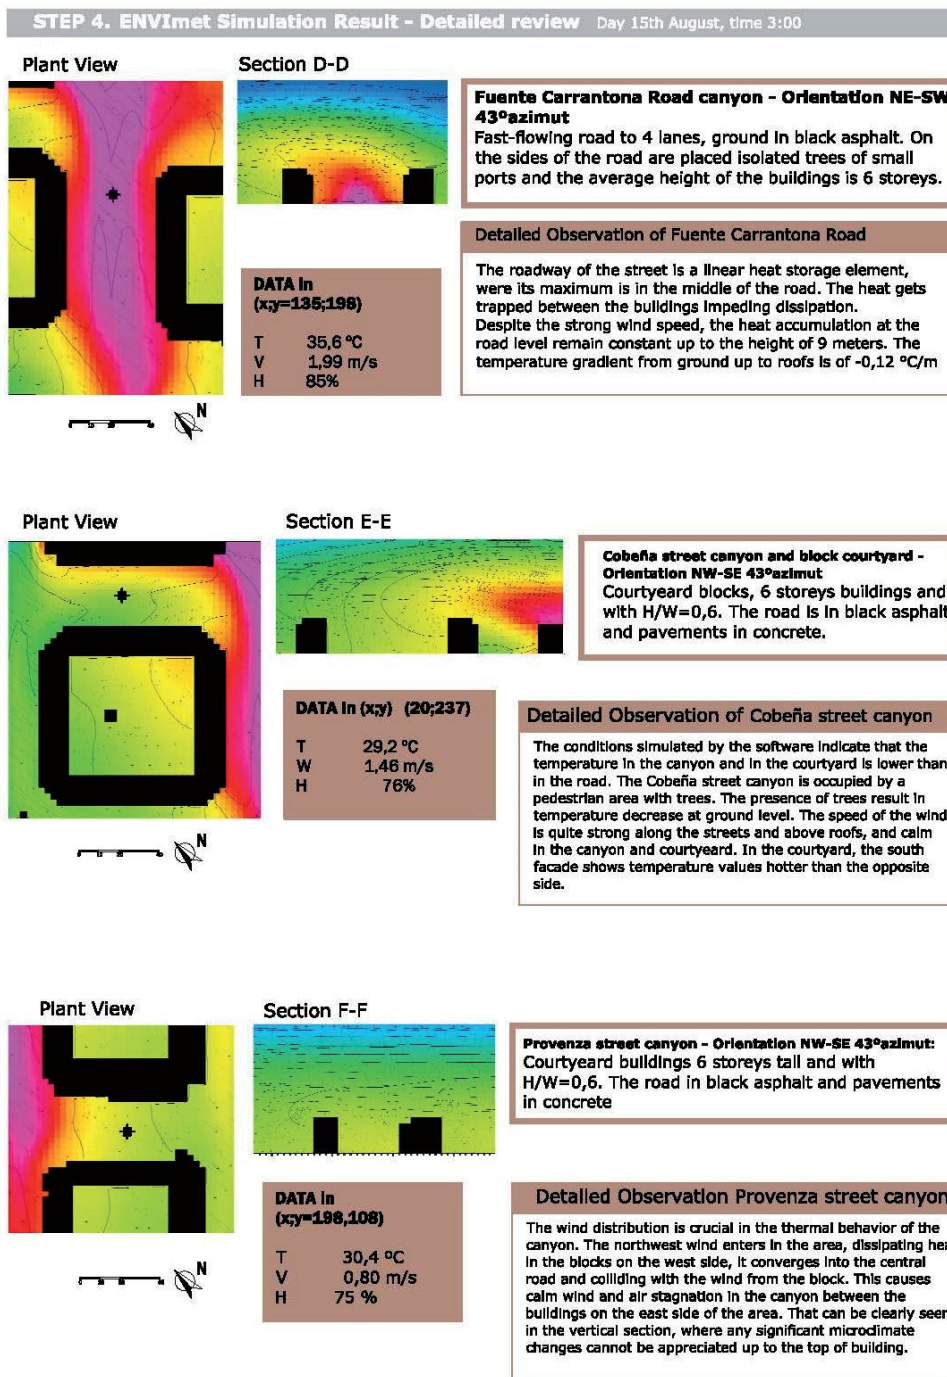 STEP 4. ENVImet Simulation Result - Detailed review Day 15th August, time 3:00
Plant View
Section D-D
Fuente Carrantona Road canyon - Orientation NE-SW
43ºazimut
Fast-flowing road to 4 lanes, ground in black asphalt. On
the sides of the road are placed isolated trees of small
ports and the average height of the buildings is 6 storeys.
Detailed Observation of Fuente Carrantona Road
The roadway of the street is a linear heat storage element,
were its maximum is in the middle of the road. The heat gets
trapped between the buildings impeding dissipation.
Despite the strong wind speed, the heat accumulation at the
road level remain constant up to the height of 9 meters. The
temperature gradient from ground up to roofs is of -0,12 ºC/m
DATA in
(x;y=135;198)
T 35,6 ºC
V 1,99 m/s
H 85%
N
Plant View
Section E-E
Cobeña street canyon and block courtyard -
Orientation NW-SE 43ºazimut
Courtyeard blocks, 6 storeys buildings and
with H/W=0,6. The road is in black asphalt
and pavements in concrete.
DATA in (x;y) (20;237)
T 29,2 ºC
W 1,46 m/s
H 76%
Detailed Observation of Cobeña street canyon
The conditions simulated by the software indicate that the
temperature in the canyon and in the courtyard is lower than
in the road. The Cobeña street canyon is occupied by a
pedestrian area with trees. The presence of trees result in
temperature decrease at ground level. The speed of the wind
is quite strong along the streets and above roofs, and calm
in the canyon and courtyeard. In the courtyard, the south
facade shows temperature values hotter than the opposite
side.
N
Plant View
Section F-F
Provenza street canyon - Orientation NW-SE 43ºazimut:
Courtyeard buildings 6 storeys tall and with
H/W=0,6. The road in black asphalt and pavements
in concrete
DATA in
(x;y=198,108)
T 30,4 ºC
V 0,80 m/s
H 75 %
N
Detailed Observation Provenza street canyon
The wind distribution is crucial in the thermal behavior of the
canyon. The northwest wind enters in the area, dissipating hea
in the blocks on the west side, it converges into the central
road and colliding with the wind from the block. This causes
calm wind and air stagnation in the canyon between the
buildings on the east side of the area. That can be clearly seen
in the vertical section, where any significant microclimate
changes cannot be appreciated up to the top of building.